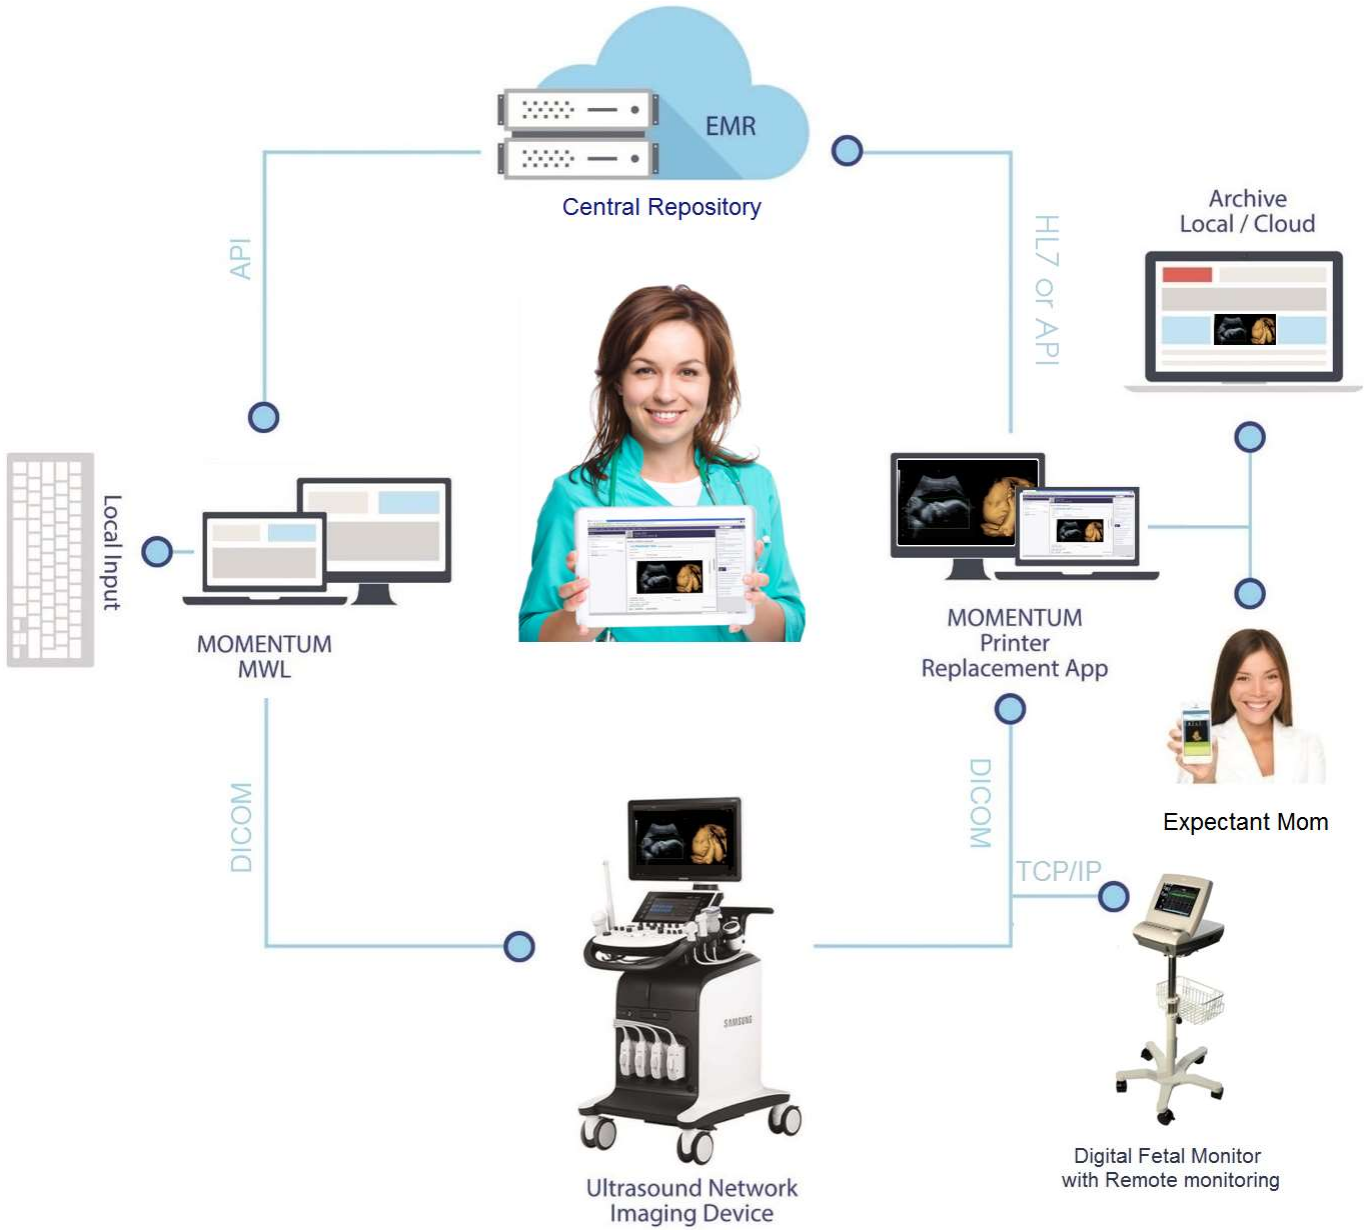 EMR
Central Repository
API
HL7 or API
Archive
Local / Cloud
Local Input
MOMENTUM
MWL
MOMENTUM
Printer
Replacement App
DICOM
DICOM
TCP/IP
Expectant Mom
SAMSUNG
Ultrasound Network
Imaging Device
Digital Fetal Monitor
with Remote monitoring